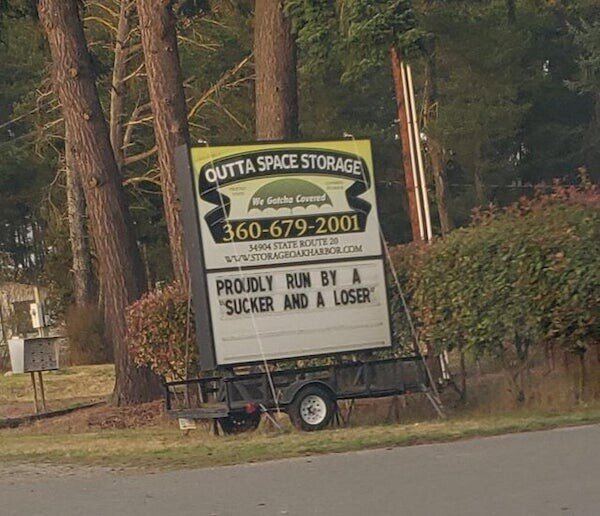 OUTTA SPACE STORAGE
We Gotcha Covered
360-679-2001
34904 STATE ROUTE 20
WWW.STORAGEOAKHARBOR.COM
PROUDLY RUN BY A
"SUCKER AND A LOSER"